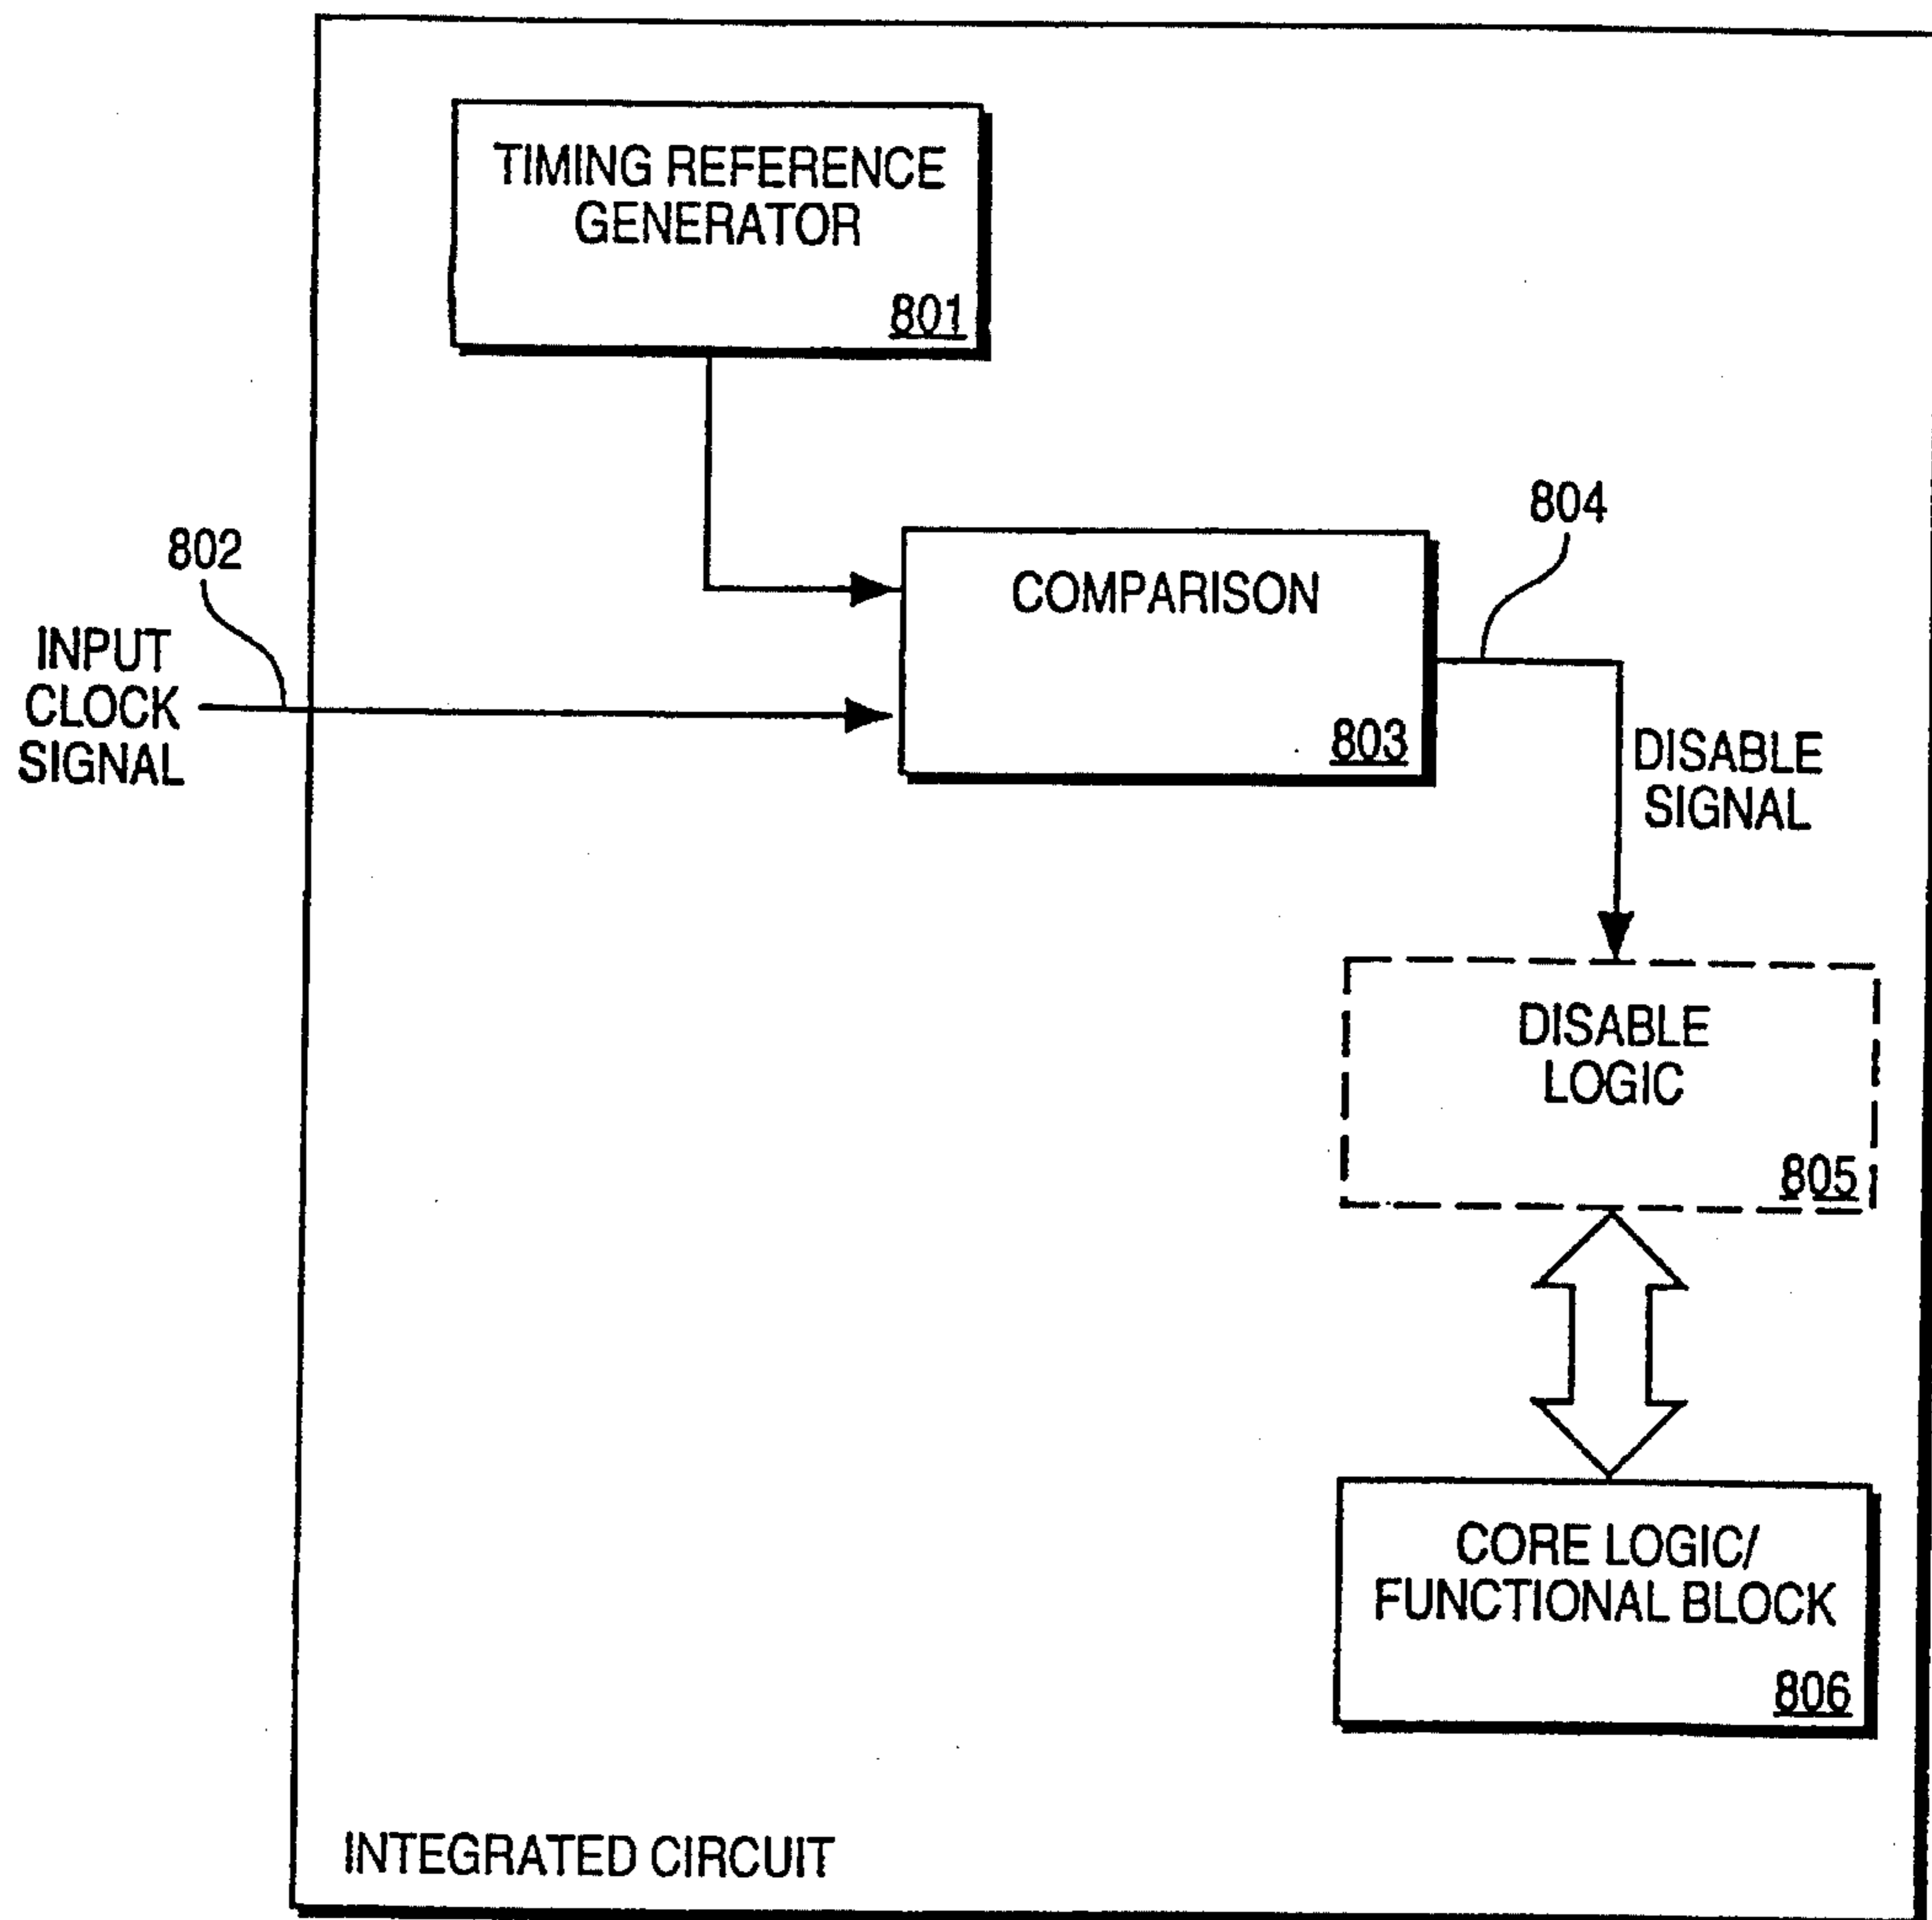 TIMING REFERENCE
GENERATOR
801
802
INPUT
CLOCK
SIGNAL
COMPARISON
803
804
DISABLE
SIGNAL
DISABLE
LOGIC
805
CORE LOGIC/
FUNCTIONAL BLOCK
806
INTEGRATED CIRCUIT